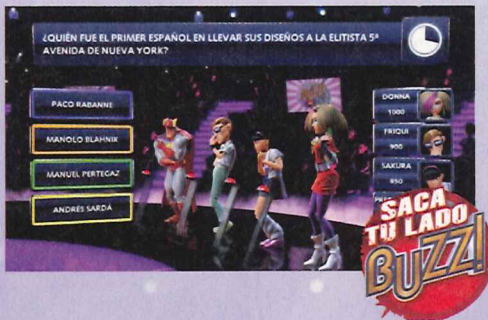 ¿QUIÉN FUE EL PRIMER ESPAÑOL EN LLEVAR SUS DISEÑOS A LA ELITISTA 5ª
AVENIDA DE NUEVA YORK?
PACO RABANNE
MANOLO BLAHNIK
MANUEL PERTEGAZ
ANDRÉS SARDÁ
DONNA
1000
FRIQUI
900
SAKURA
850
SACA
TU LADO
BUZZ!